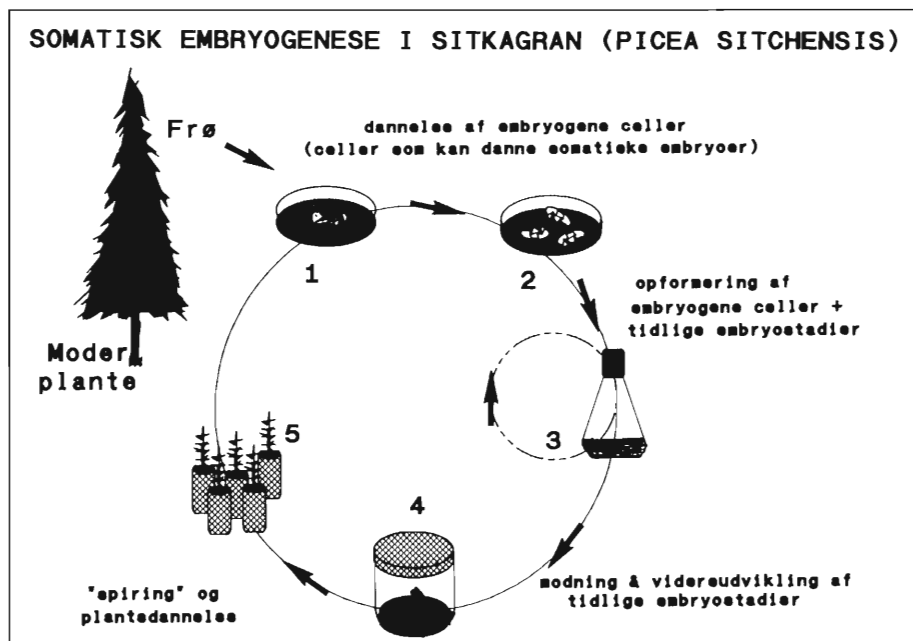 SOMATISK EMBRYOGENESE I SITKAGRAN (PICEA SITCHENSIS)
Frø
dannelse af embryogene celler
(celler som kan danne somatiske embryoer)
1
2
opformering af
embryogene celler +
tidlige embryostadier
Moder
plante
3
5
4
"spiring" og
plantedannelse
modning & videreudvikling af
tidlige embryostadier